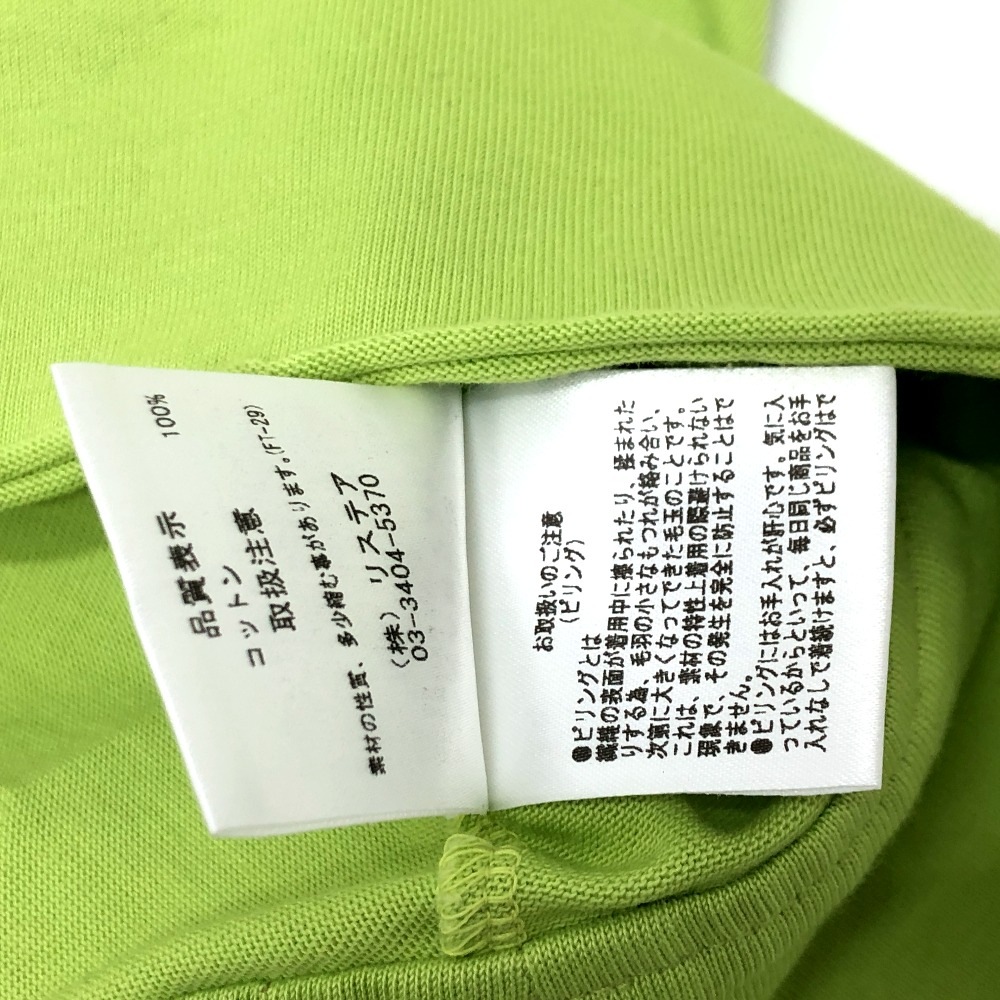 品質表示
コットン 100%
取扱注意
素材の性質、多少縮む事があります。(FT-29)
(株) リステア
03-3404-5370
お取扱いのご注意
(ピリング)
●ピリングとは
繊維の表面が着用中に擦られたり、揉まれた
りする為、毛羽の小さなもつれが絡み合い、
次第に大きくなってできた毛玉のことです。
これは、素材の特性上着用の際避けられない
現象で、その発生を完全に防止することはで
きません。
●ピリングにはお手入れが肝心です。気に入
っているからといって、毎日同じ商品をお手
入れなしで着続けますと、必ずピリングはで